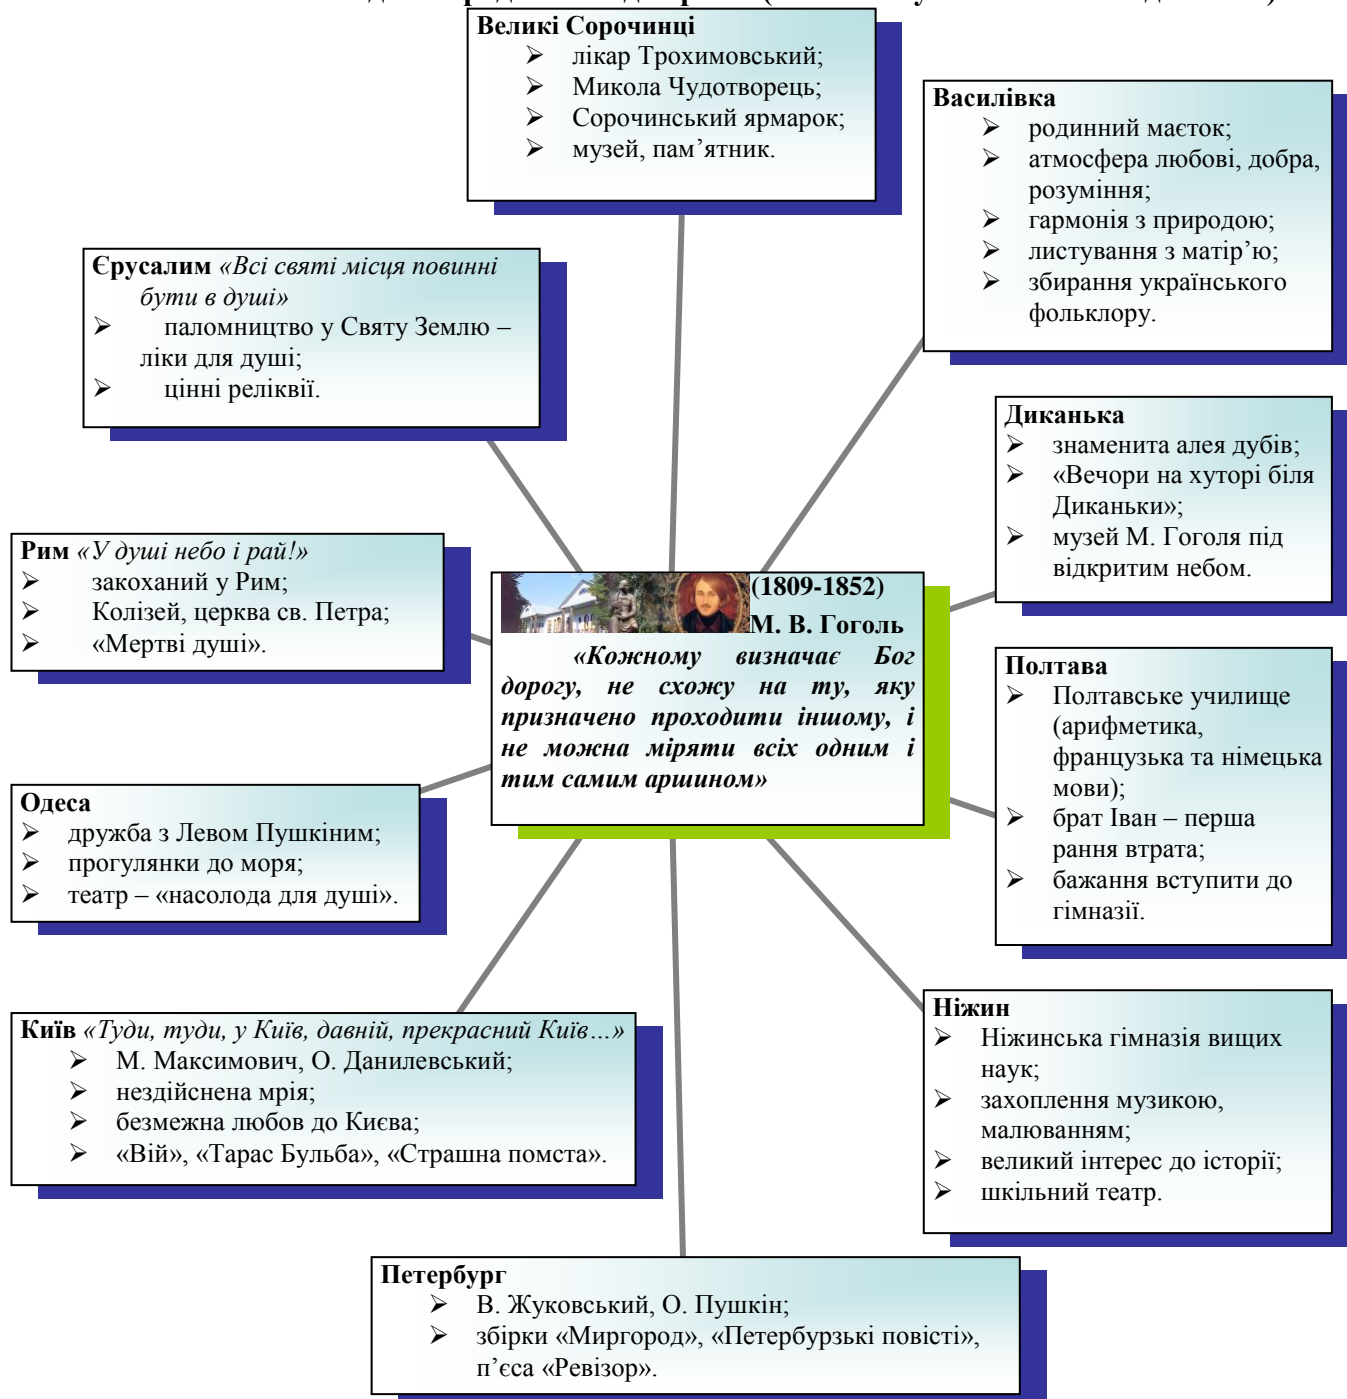 Великі Сорочинці
➢ лікар Трохимовський;
➢ Микола Чудотворець;
➢ Сорочинський ярмарок;
➢ музей, пам’ятник.
Василівка
➢ родинний маєток;
➢ атмосфера любові, добра,
розуміння;
➢ гармонія з природою;
➢ листування з матір’ю;
➢ збирання українського
фольклору.
Єрусалим «Всі святі місця повинні
бути в душі»
➢ паломництво у Святу Землю –
ліки для душі;
➢ цінні реліквії.
Диканька
➢ знаменита алея дубів;
➢ «Вечори на хуторі біля
Диканьки»;
➢ музей М. Гоголя під
відкритим небом.
Рим «У душі небо і рай!»
➢ закоханий у Рим;
➢ Колізей, церква св. Петра;
➢ «Мертві душі».
(1809-1852)
М. В. Гоголь
«Кожному визначає Бог
дорогу, не схожу на ту, яку
призначено проходити іншому, і
не можна міряти всіх одним і
тим самим аршином»
Полтава
➢ Полтавське училище
(арифметика,
французька та німецька
мови);
➢ брат Іван – перша
рання втрата;
➢ бажання вступити до
гімназії.
Одеса
➢ дружба з Левом Пушкіним;
➢ прогулянки до моря;
➢ театр – «насолода для душі».
Київ «Туди, туди, у Київ, давній, прекрасний Київ…»
➢ М. Максимович, О. Данилевський;
➢ нездійснена мрія;
➢ безмежна любов до Києва;
➢ «Вій», «Тарас Бульба», «Страшна помста».
Ніжин
➢ Ніжинська гімназія вищих
наук;
➢ захоплення музикою,
малюванням;
➢ великий інтерес до історії;
➢ шкільний театр.
Петербург
➢ В. Жуковський, О. Пушкін;
➢ збірки «Миргород», «Петербурзькі повісті»,
п’єса «Ревізор».